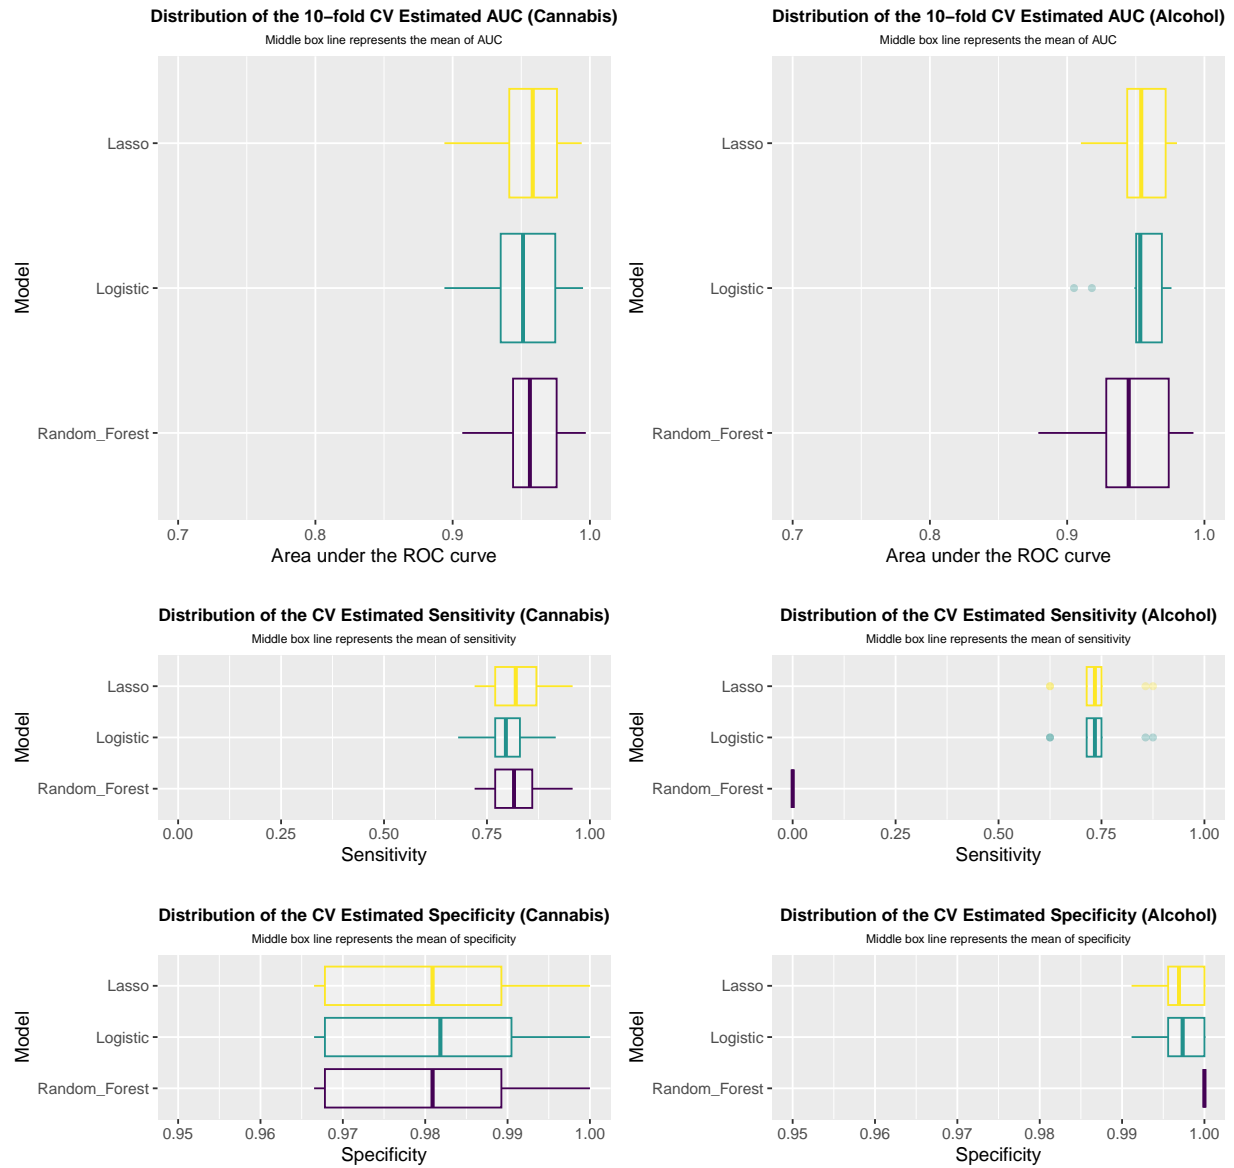 Distribution of the 10−fold CV Estimated AUC (Cannabis)
Middle box line represents the mean of AUC
Model
Lasso
Logistic
Random_Forest
0.7 0.8 0.9 1.0
Area under the ROC curve
Distribution of the 10−fold CV Estimated AUC (Alcohol)
Middle box line represents the mean of AUC
Model
Lasso
Logistic
Random_Forest
0.7 0.8 0.9 1.0
Area under the ROC curve
Distribution of the CV Estimated Sensitivity (Cannabis)
Middle box line represents the mean of sensitivity
Model
Lasso
Logistic
Random_Forest
0.00 0.25 0.50 0.75 1.00
Sensitivity
Distribution of the CV Estimated Sensitivity (Alcohol)
Middle box line represents the mean of sensitivity
Model
Lasso
Logistic
Random_Forest
0.00 0.25 0.50 0.75 1.00
Sensitivity
Distribution of the CV Estimated Specificity (Cannabis)
Middle box line represents the mean of specificity
Model
Lasso
Logistic
Random_Forest
0.95 0.96 0.97 0.98 0.99 1.00
Specificity
Distribution of the CV Estimated Specificity (Alcohol)
Middle box line represents the mean of specificity
Model
Lasso
Logistic
Random_Forest
0.95 0.96 0.97 0.98 0.99 1.00
Specificity